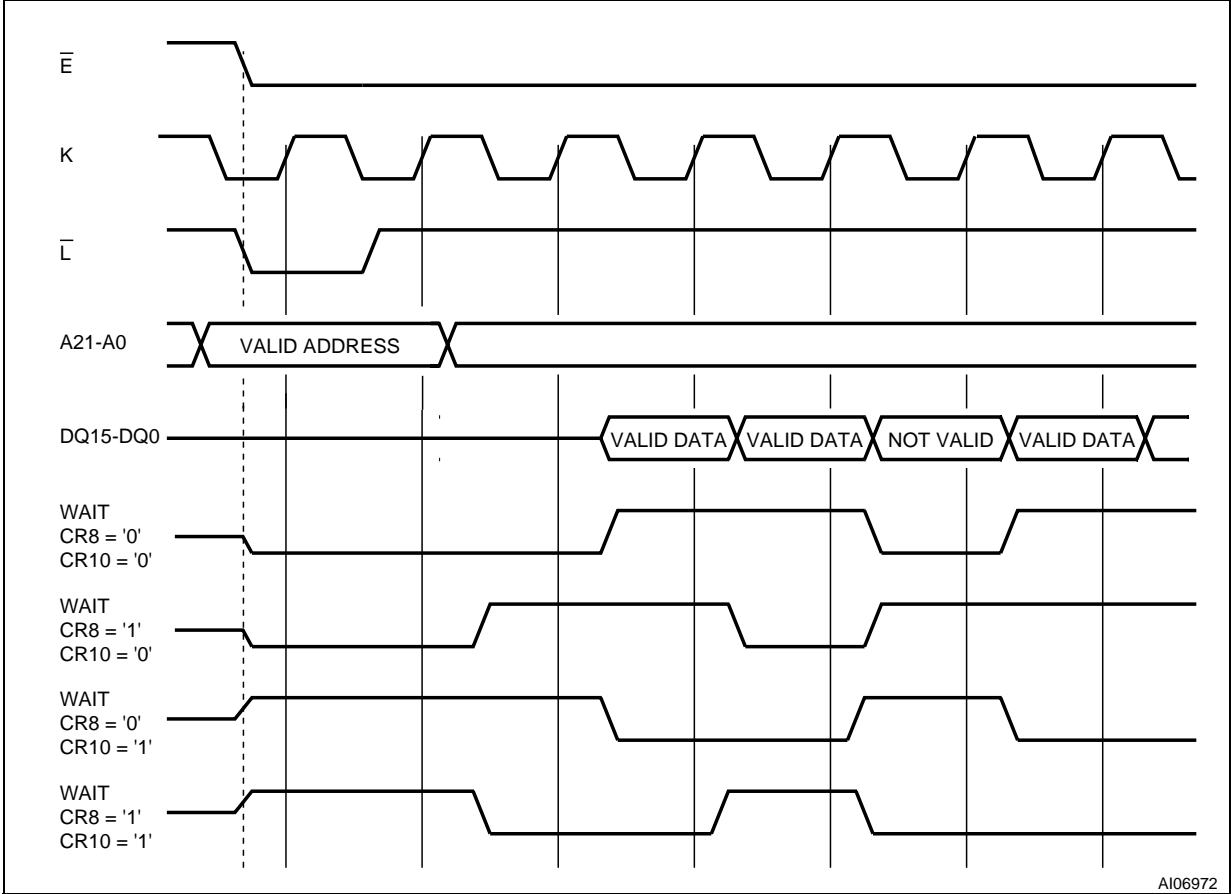 E̅
K
L̅
A21-A0
VALID ADDRESS
DQ15-DQ0
VALID DATA
VALID DATA
NOT VALID
VALID DATA
WAIT
CR8 = '0'
CR10 = '0'
WAIT
CR8 = '1'
CR10 = '0'
WAIT
CR8 = '0'
CR10 = '1'
WAIT
CR8 = '1'
CR10 = '1'
AI06972